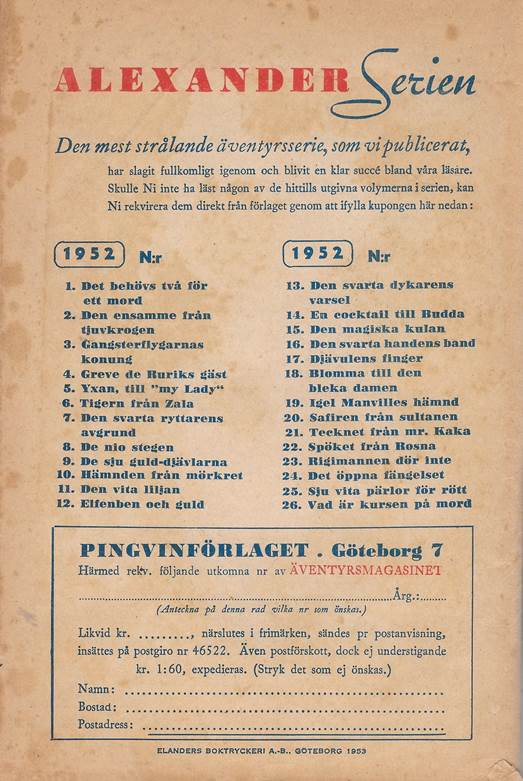 ALEXANDER Serien
Den mest strålande äventyrsserie, som vi publicerat,
har slagit fullkomligt igenom och blivit en klar succé bland våra läsare.
Skulle Ni inte ha läst någon av de hittills utgivna volymerna i serien, kan
Ni rekvirera dem direkt från förlaget genom att ifylla kupongen här nedan:
1952 N:r
1. Det behövs två för
ett mord
2. Den ensamme från
tjuvkrogen
3. Gangsterflygarnas
konung
4. Greve de Ruriks gäst
5. Yxan, till "my Lady"
6. Tigern från Zala
7. Den svarta ryttarens
avgrund
8. De nio stegen
9. De sju guld-djävlarna
10. Hämnden från mörkret
11. Den vita liljan
12. Elfenben och guld
1952 N:r
13. Den svarta dykarens
varsel
14. En cocktail till Budda
15. Den magiska kulan
16. Den svarta handens band
17. Djävulens finger
18. Blomma till den
bleka damen
19. Igel Manvilles hämnd
20. Safiren från sultanen
21. Tecknet från mr. Kaka
22. Spöket från Rosna
23. Rigimannen dör inte
24. Det öppna fängelset
25. Sju vita pärlor för rött
26. Vad är kursen på mord
PINGVINFÖRLAGET . Göteborg 7
Härmed rekv. följande utkomna nr av ÄVENTYRSMAGASINET
Årg.:
(Anteckna på denna rad vilka nr som önskas.)
Likvid kr. ........., närslutes i frimärken, sändes pr postanvisning,
insättes på postgiro nr 46522. Även postförskott, dock ej understigande
kr. 1:60, expedieras. (Stryk det som ej önskas.)
Namn:
Bostad:
Postadress:
ELANDERS BOKTRYCKERI A.-B., GÖTEBORG 1953